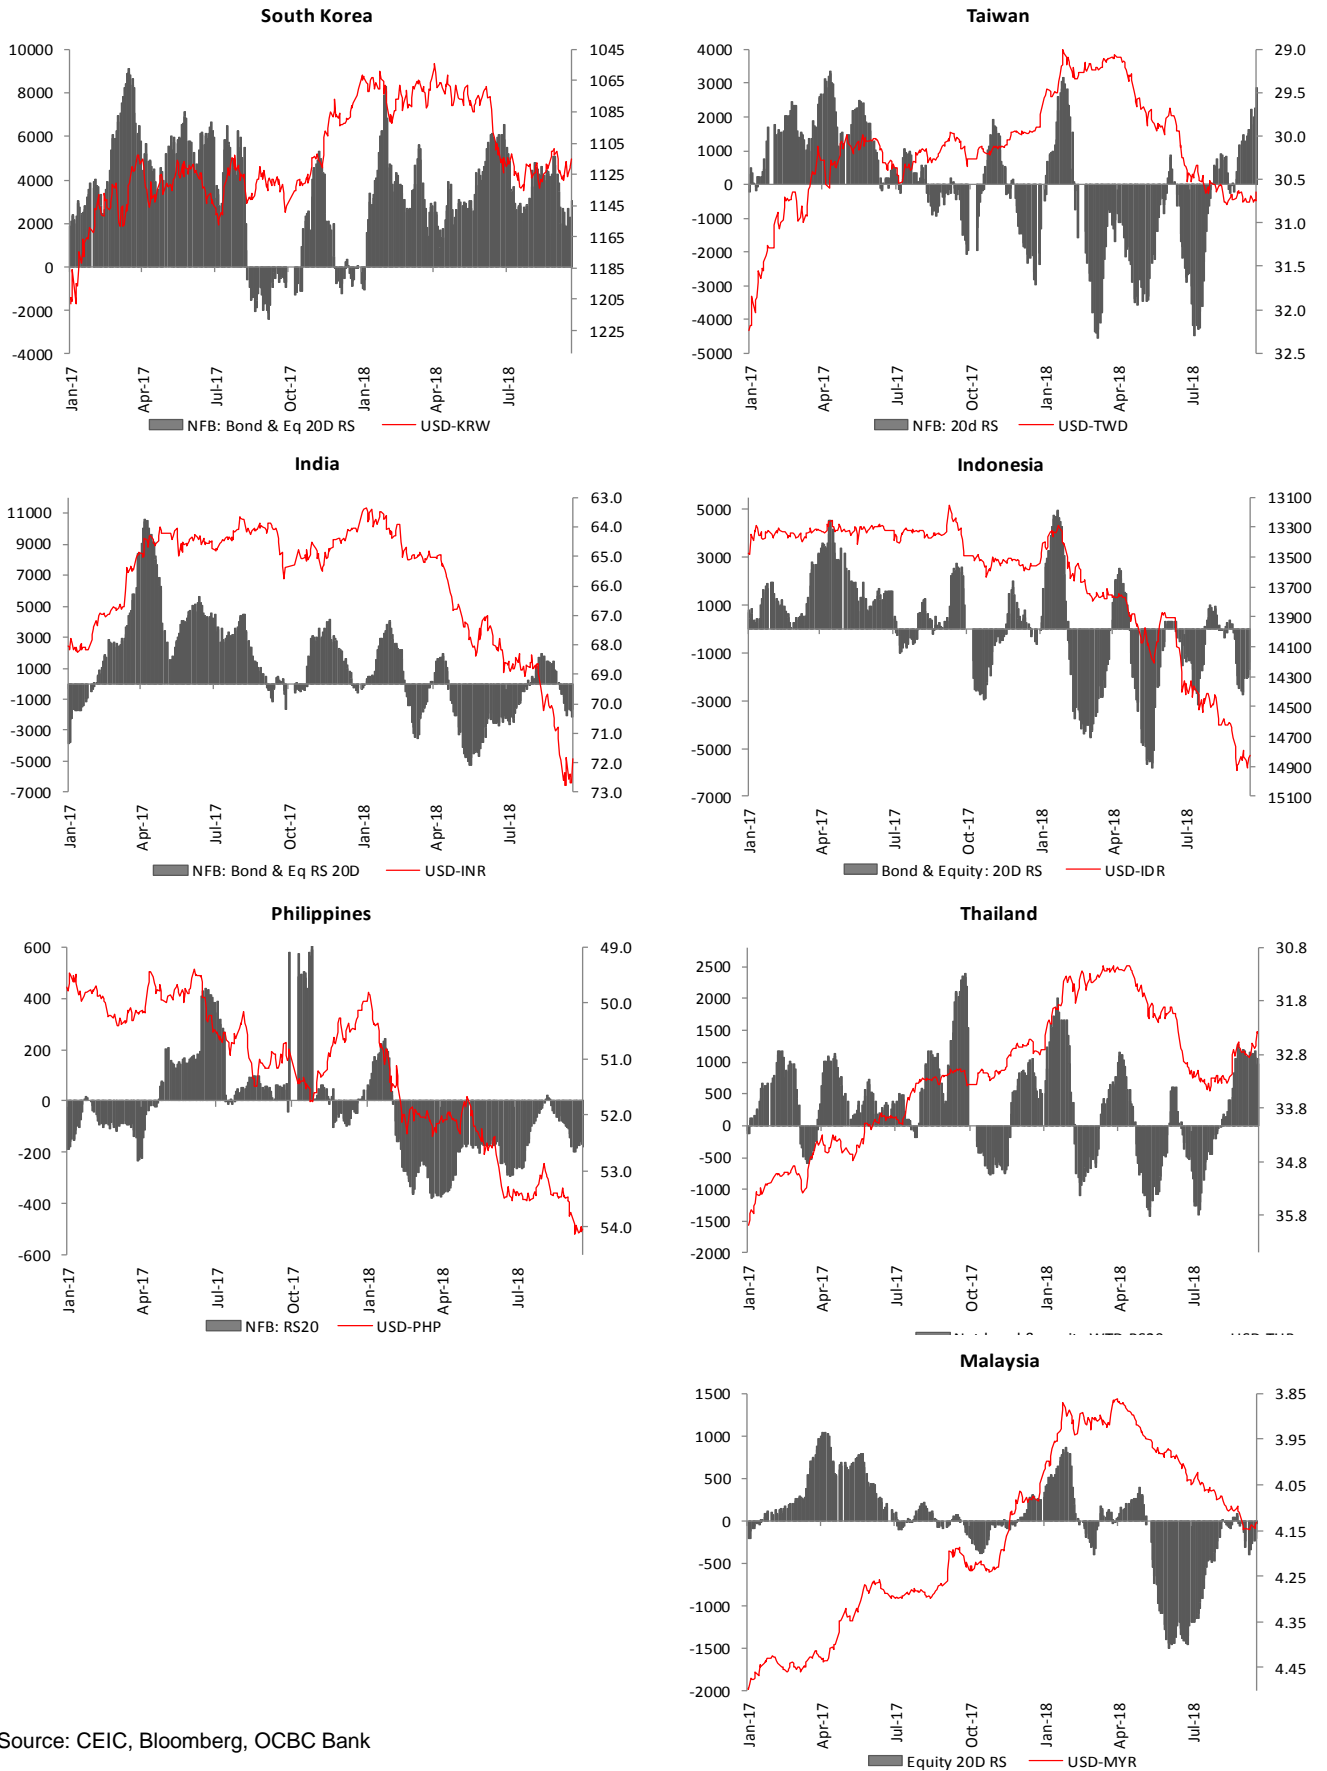 South Korea
10000
8000
6000
4000
2000
0
-2000
-4000
1045
1065
1085
1105
1125
1145
1165
1185
1205
1225
Jan-17
Apr-17
Jul-17
Oct-17
Jan-18
Apr-18
Jul-18
NFB: Bond & Eq 20D RS USD-KRW
Taiwan
4000
3000
2000
1000
0
-1000
-2000
-3000
-4000
-5000
29.0
29.5
30.0
30.5
31.0
31.5
32.0
32.5
Jan-17
Apr-17
Jul-17
Oct-17
Jan-18
Apr-18
Jul-18
NFB: 20d RS USD-TWD
India
11000
9000
7000
5000
3000
1000
-1000
-3000
-5000
-7000
63.0
64.0
65.0
66.0
67.0
68.0
69.0
70.0
71.0
72.0
73.0
Jan-17
Apr-17
Jul-17
Oct-17
Jan-18
Apr-18
Jul-18
NFB: Bond & Eq RS 20D USD-INR
Indonesia
5000
3000
1000
-1000
-3000
-5000
-7000
13100
13300
13500
13700
13900
14100
14300
14500
14700
14900
15100
Jan-17
Apr-17
Jul-17
Oct-17
Jan-18
Apr-18
Jul-18
Bond & Equity: 20D RS USD-IDR
Philippines
600
400
200
0
-200
-400
-600
49.0
50.0
51.0
52.0
53.0
54.0
Jan-17
Apr-17
Jul-17
Oct-17
Jan-18
Apr-18
Jul-18
NFB: RS20 USD-PHP
Thailand
2500
2000
1500
1000
500
0
-500
-1000
-1500
-2000
30.8
31.8
32.8
33.8
34.8
35.8
Jan-17
Apr-17
Jul-17
Oct-17
Jan-18
Apr-18
Jul-18
Malaysia
1500
1000
500
0
-500
-1000
-1500
-2000
3.85
3.95
4.05
4.15
4.25
4.35
4.45
Jan-17
Apr-17
Jul-17
Oct-17
Jan-18
Apr-18
Jul-18
Equity 20D RS USD-MYR
Source: CEIC, Bloomberg, OCBC Bank